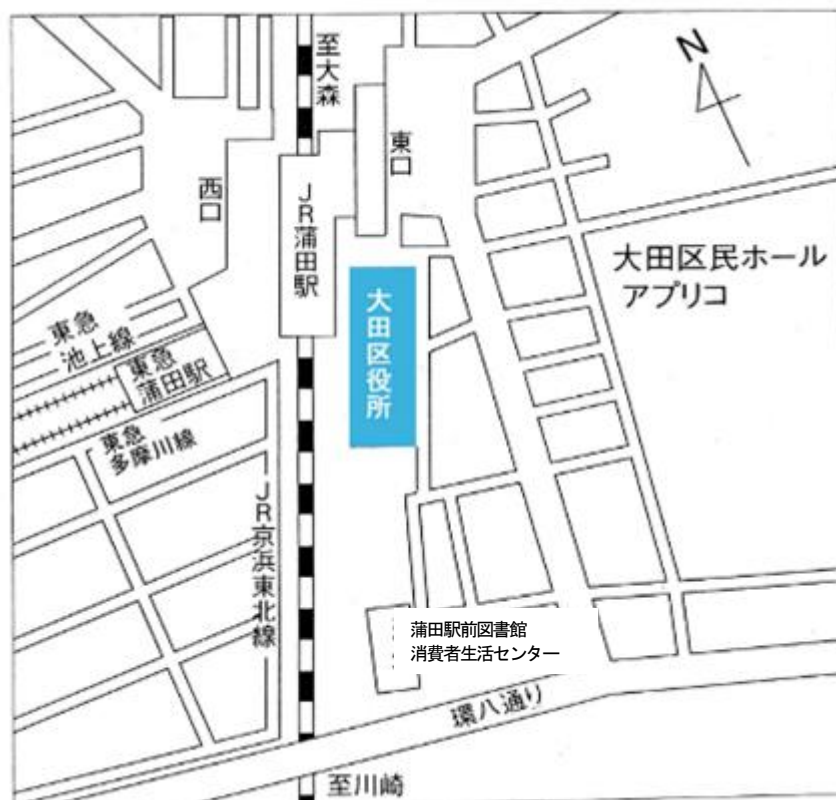 至大森
N
東口
西口
JR蒲田駅
大田区民ホール
アプリコ
大田区役所
東急
池上線
東急
蒲田駅
東急
多摩川線
JR京浜東北線
蒲田駅前図書館
消費者生活センター
環八通り
至川崎